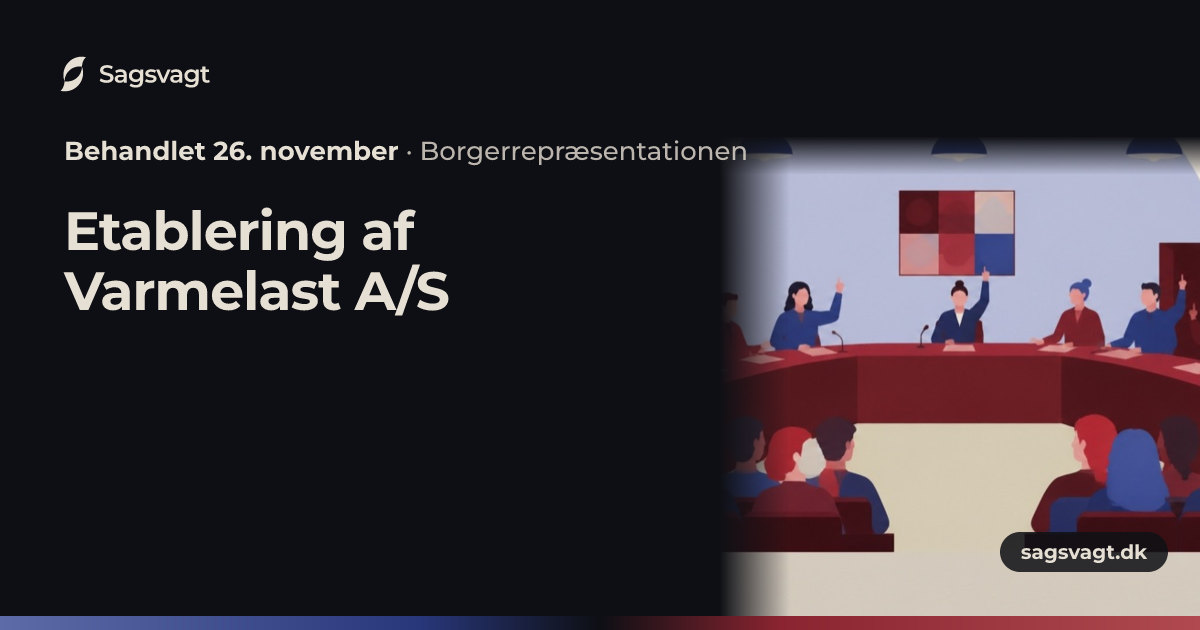 Sagsvagt
Behandlet 26. november · Borgerrepræsentationen
Etablering af
Varmelast A/S
sagsvagt.dk